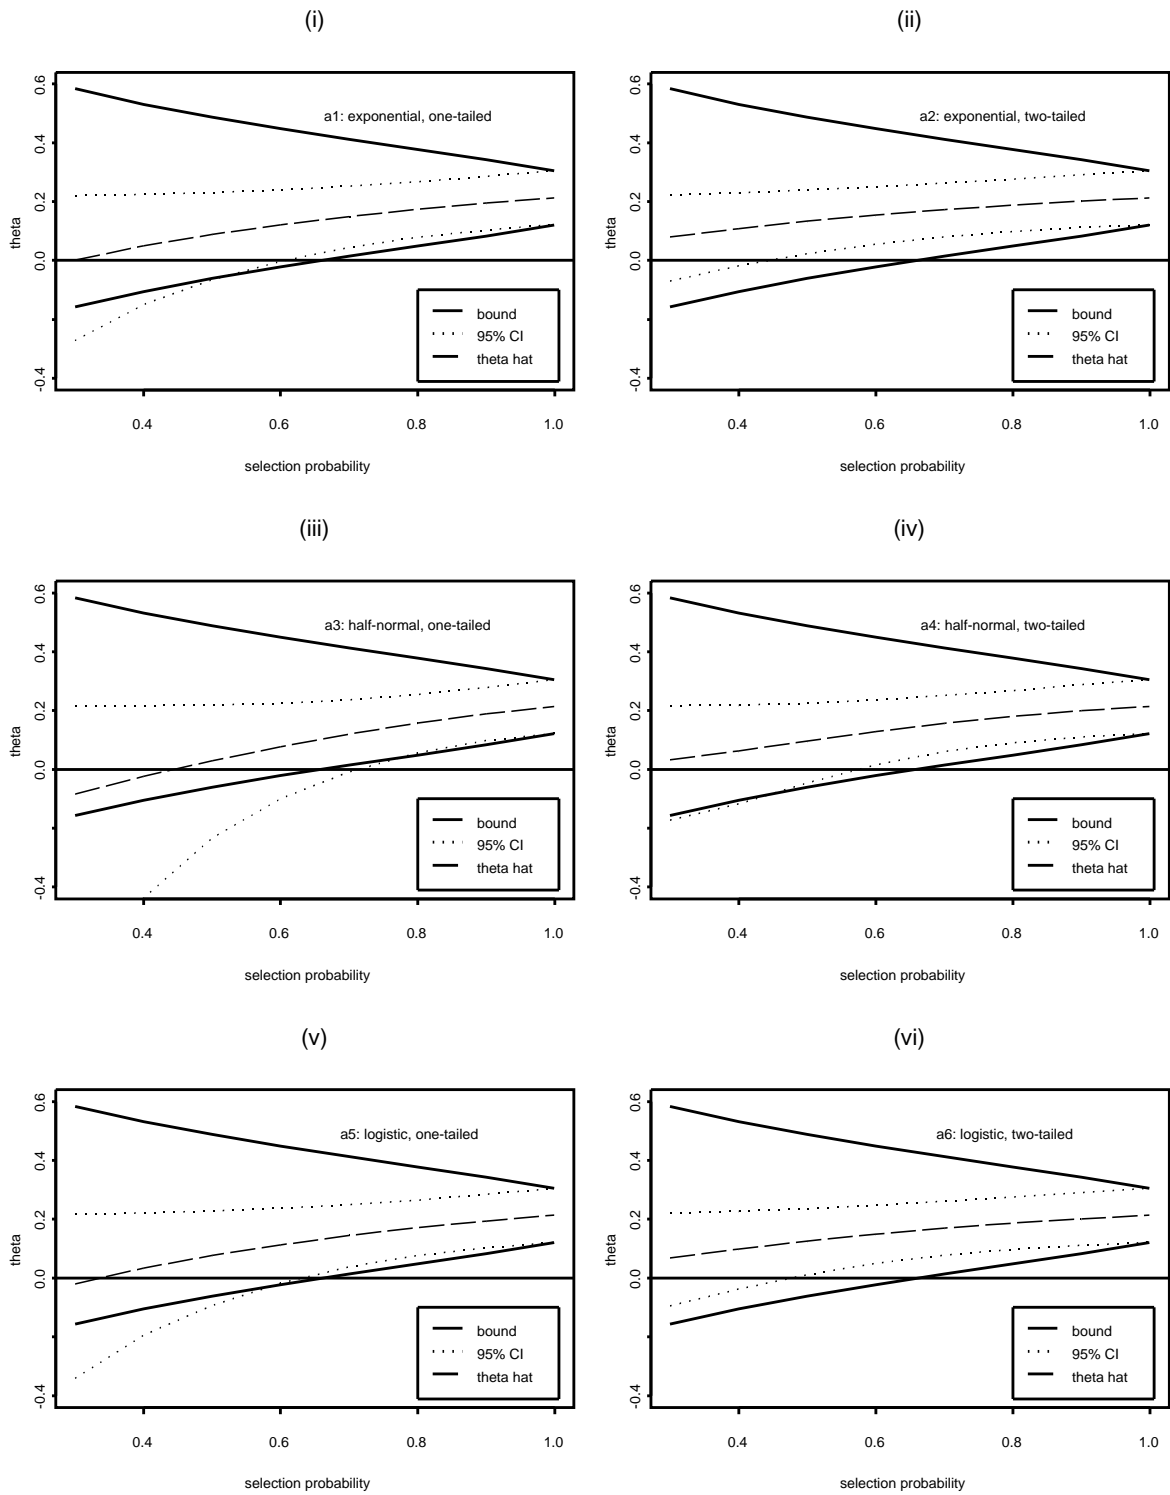 (i)
0.6
0.4
0.2
0.0
-0.4
theta
a1: exponential, one-tailed
bound
95% CI
theta hat
0.4 0.6 0.8 1.0
selection probability
(ii)
0.6
0.4
0.2
0.0
-0.4
theta
a2: exponential, two-tailed
bound
95% CI
theta hat
0.4 0.6 0.8 1.0
selection probability
(iii)
0.6
0.4
0.2
0.0
-0.4
theta
a3: half-normal, one-tailed
bound
95% CI
theta hat
0.4 0.6 0.8 1.0
selection probability
(iv)
0.6
0.4
0.2
0.0
-0.4
theta
a4: half-normal, two-tailed
bound
95% CI
theta hat
0.4 0.6 0.8 1.0
selection probability
(v)
0.6
0.4
0.2
0.0
-0.4
theta
a5: logistic, one-tailed
bound
95% CI
theta hat
0.4 0.6 0.8 1.0
selection probability
(vi)
0.6
0.4
0.2
0.0
-0.4
theta
a6: logistic, two-tailed
bound
95% CI
theta hat
0.4 0.6 0.8 1.0
selection probability